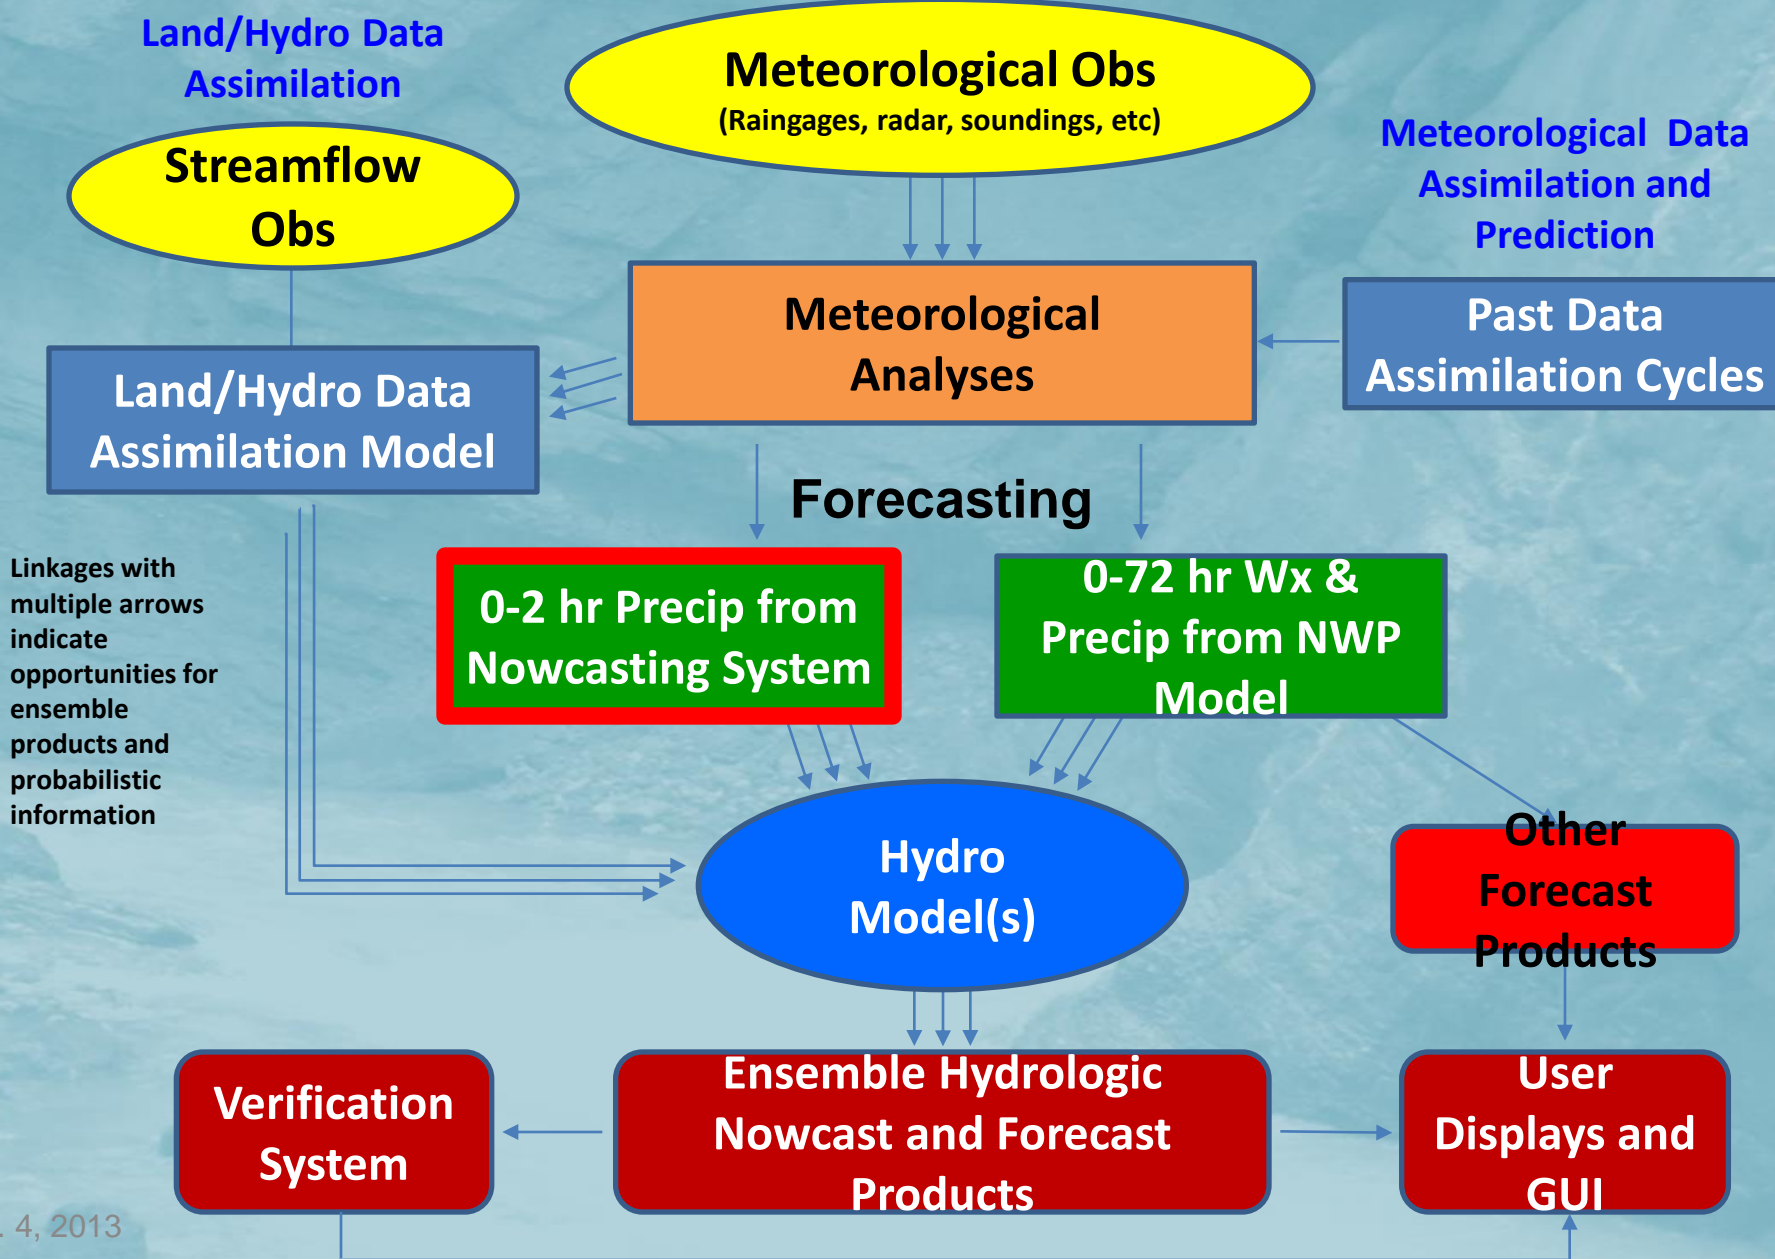 Land/Hydro Data
Assimilation
Meteorological Obs
(Raingages, radar, soundings, etc)
Meteorological Data
Assimilation and
Prediction
Streamflow
Obs
Meteorological
Analyses
Past Data
Assimilation Cycles
Land/Hydro Data
Assimilation Model
Forecasting
Linkages with
multiple arrows
indicate
opportunities for
ensemble
products and
probabilistic
information
0-2 hr Precip from
Nowcasting System
0-72 hr Wx &
Precip from NWP
Model
Hydro
Model(s)
Other
Forecast
Products
Verification
System
Ensemble Hydrologic
Nowcast and Forecast
Products
User
Displays and
GUI
. 4, 2013